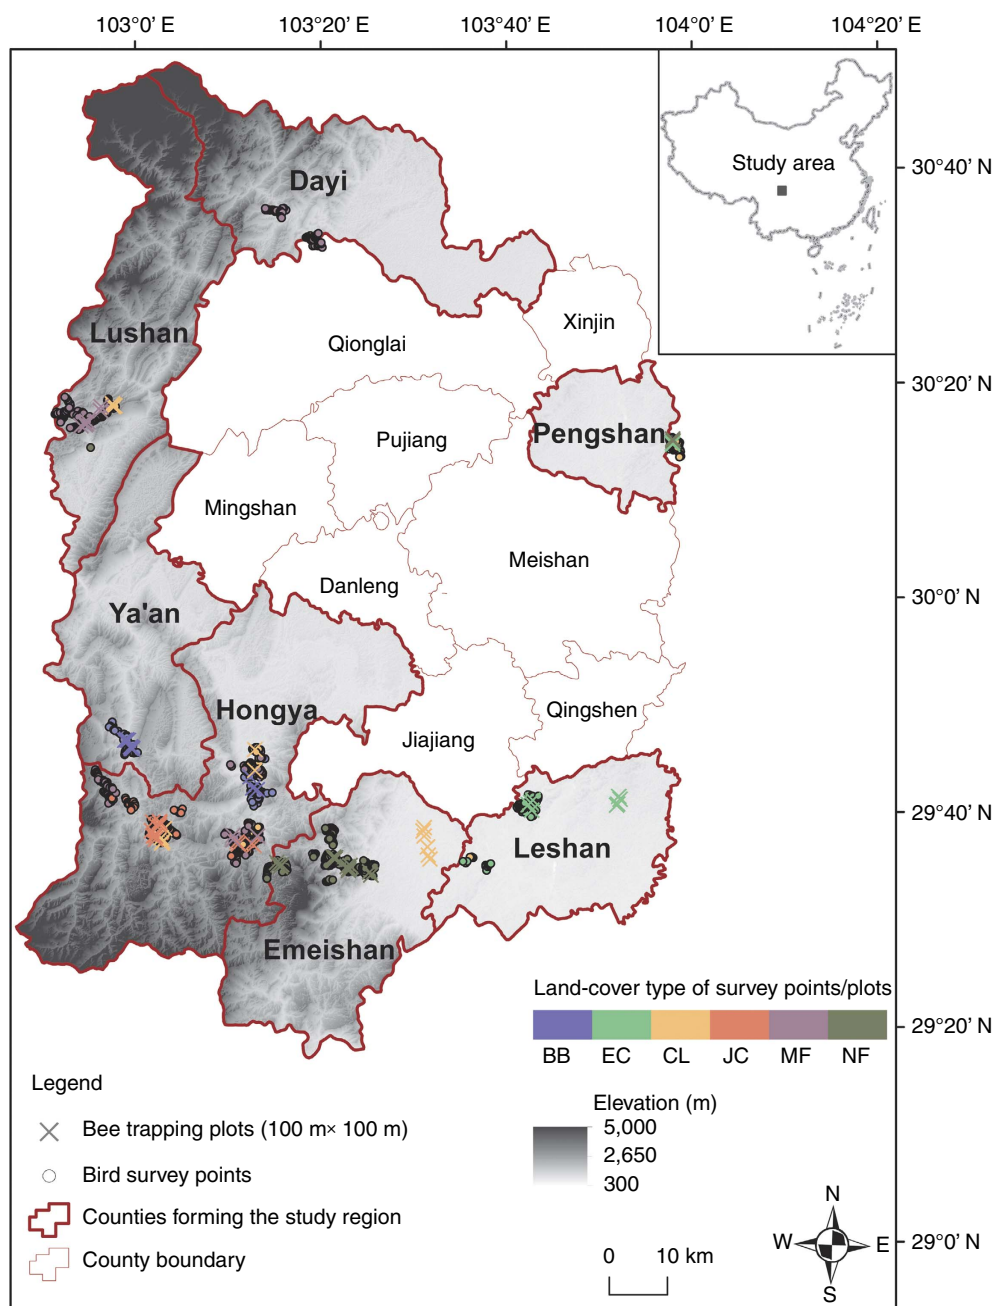 103°0' E 103°20' E 103°40' E 104°0' E 104°20' E
Study area
30°40' N
Dayi
Xinjin
Lushan
Qionglai
30°20' N
Pengshan
Pujiang
Mingshan
Meishan
Danleng
30°0' N
Ya'an
Hongya
Qingshen
Jiajiang
29°40' N
Leshan
Emeishan
Land-cover type of survey points/plots
29°20' N
BB EC CL JC MF NF
Legend
Elevation (m)
Bee trapping plots (100 m× 100 m)
5,000
2,650
300
Bird survey points
Counties forming the study region
County boundary
N
W E
S
0 10 km
29°0' N